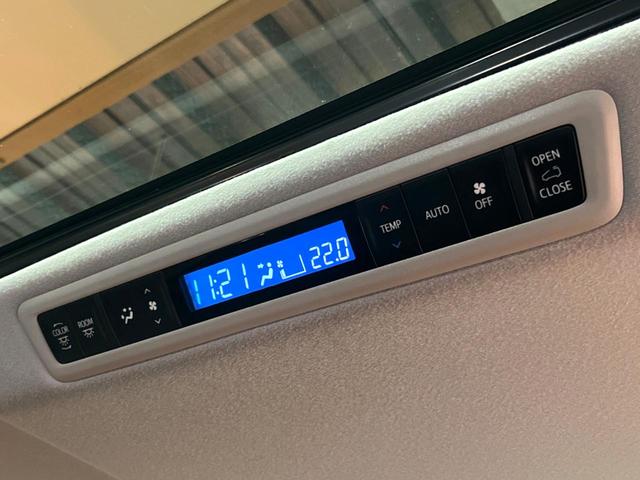 COLOR
ROOM
11:21
22.0
TEMP
AUTO
OFF
OPEN
CLOSE